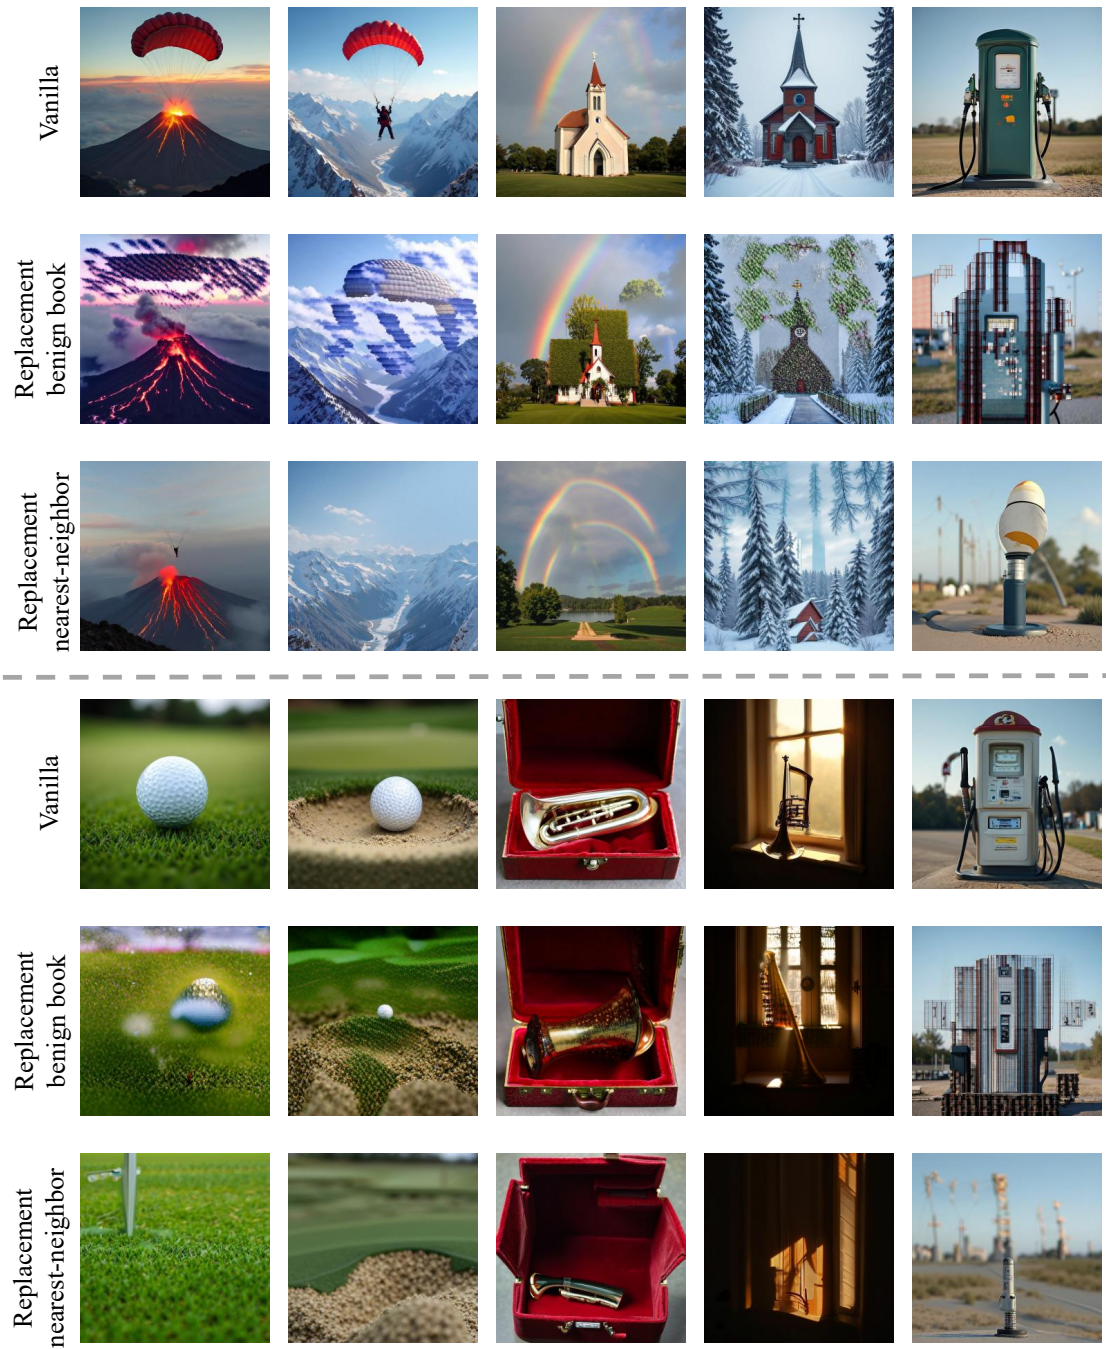 Vanilla
Replacement
benign book
Replacement
nearest-neighbor
Vanilla
Replacement
benign book
Replacement
nearest-neighbor